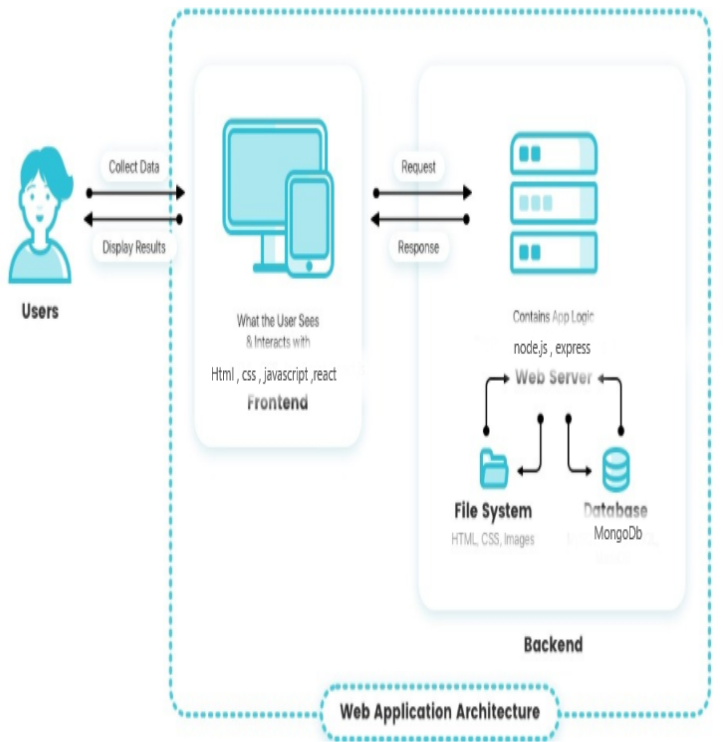 Collect Data
Display Results
Users
What the User Sees
& Interacts with
Html , css , javascript ,react
Frontend
Request
Response
Contains App Logic
node.js , express
Web Server
File System
HTML, CSS, Images
Database
MongoDb
Backend
Web Application Architecture